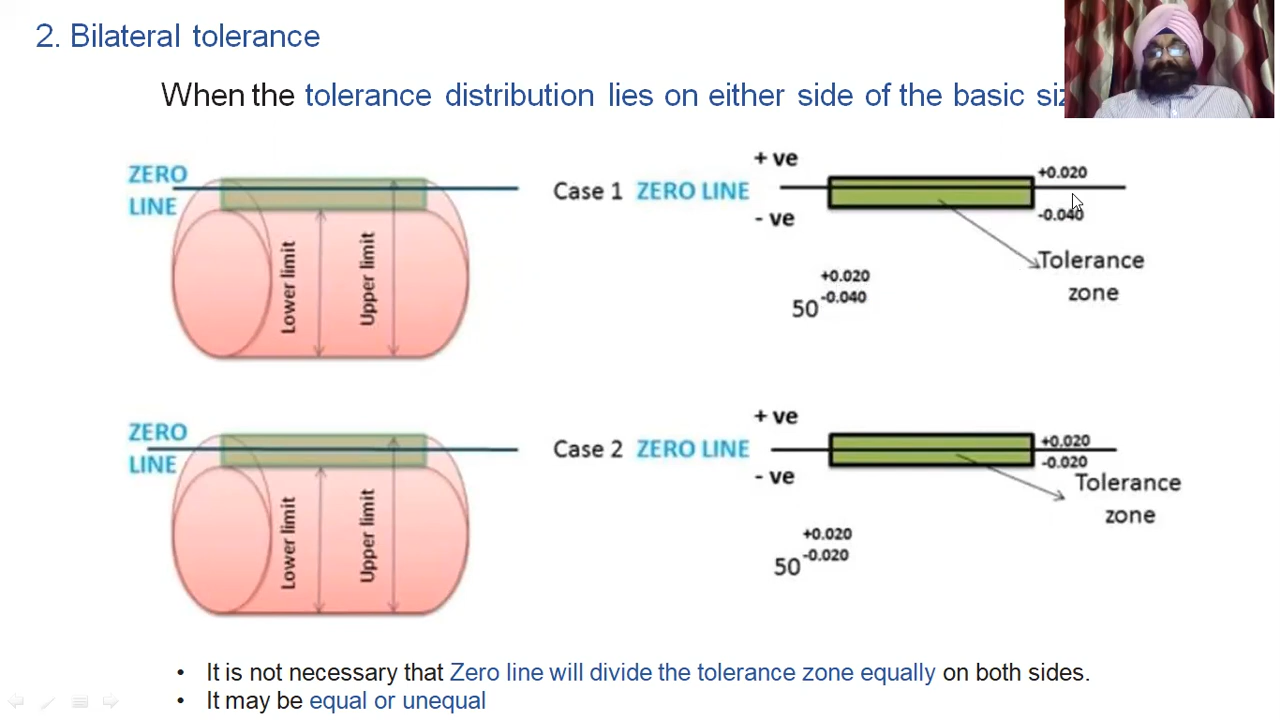 2. Bilateral tolerance
When the tolerance distribution lies on either side of the basic
ZERO
LINE
Lower limit
Upper limit
Case 1 ZERO LINE
+ ve
- ve
+0.020
-0.040
Tolerance
zone
50 +0.020
-0.040
ZERO
LINE
Lower limit
Upper limit
Case 2 ZERO LINE
+ ve
- ve
+0.020
-0.020
Tolerance
zone
50 +0.020
-0.020
• It is not necessary that Zero line will divide the tolerance zone equally on both sides.
• It may be equal or unequal